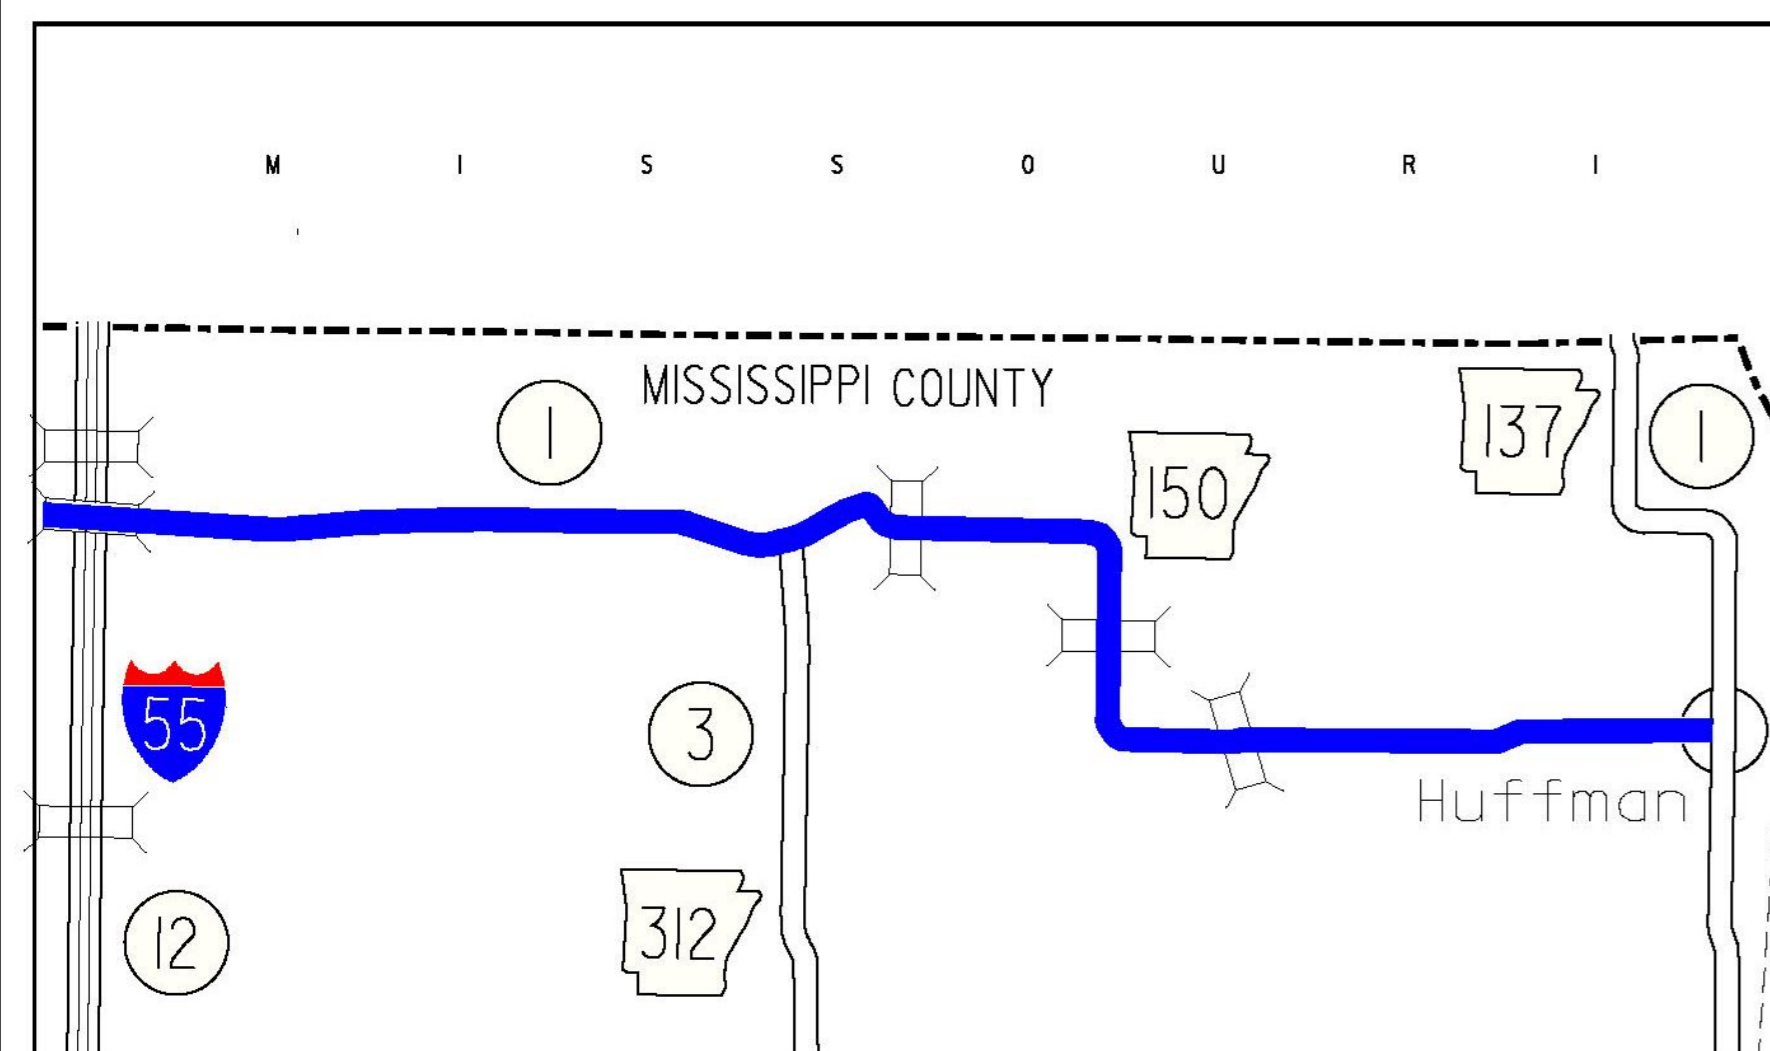 M I S S O U R I
MISSISSIPPI COUNTY
137
1
1
150
55
3
Huffman
312
12